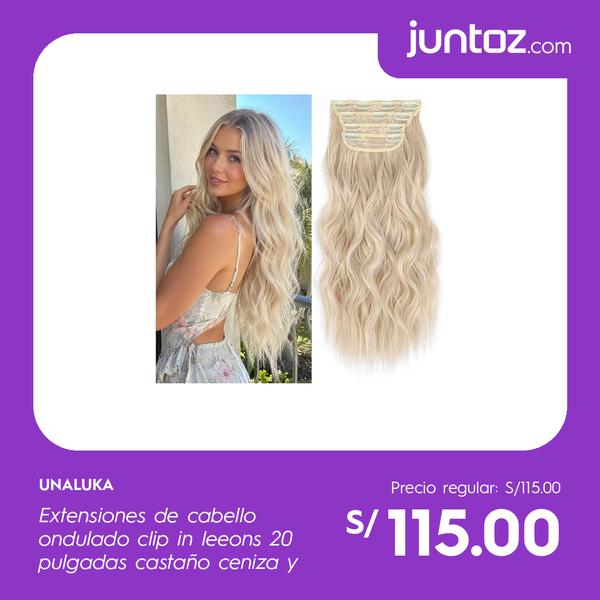 juntoz.com
UNALUKA
Extensiones de cabello
ondulado clip in leeons 20
pulgadas castaño ceniza y
Precio regular: S/115.00
S/ 115.00